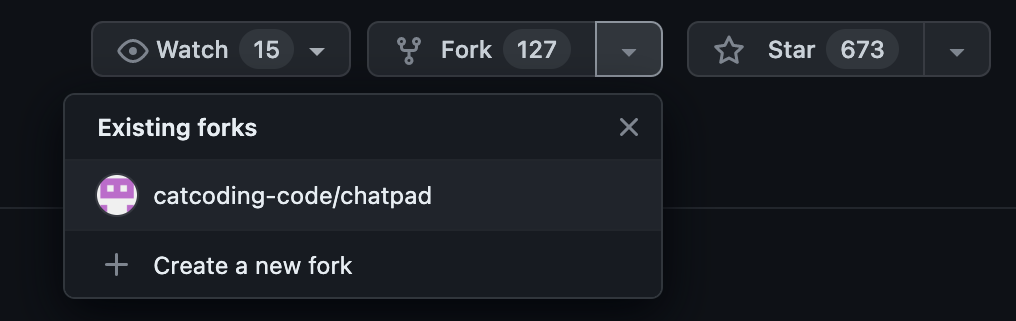 Watch 15 Fork 127 Star 673
Existing forks
catcoding-code/chatpad
Create a new fork